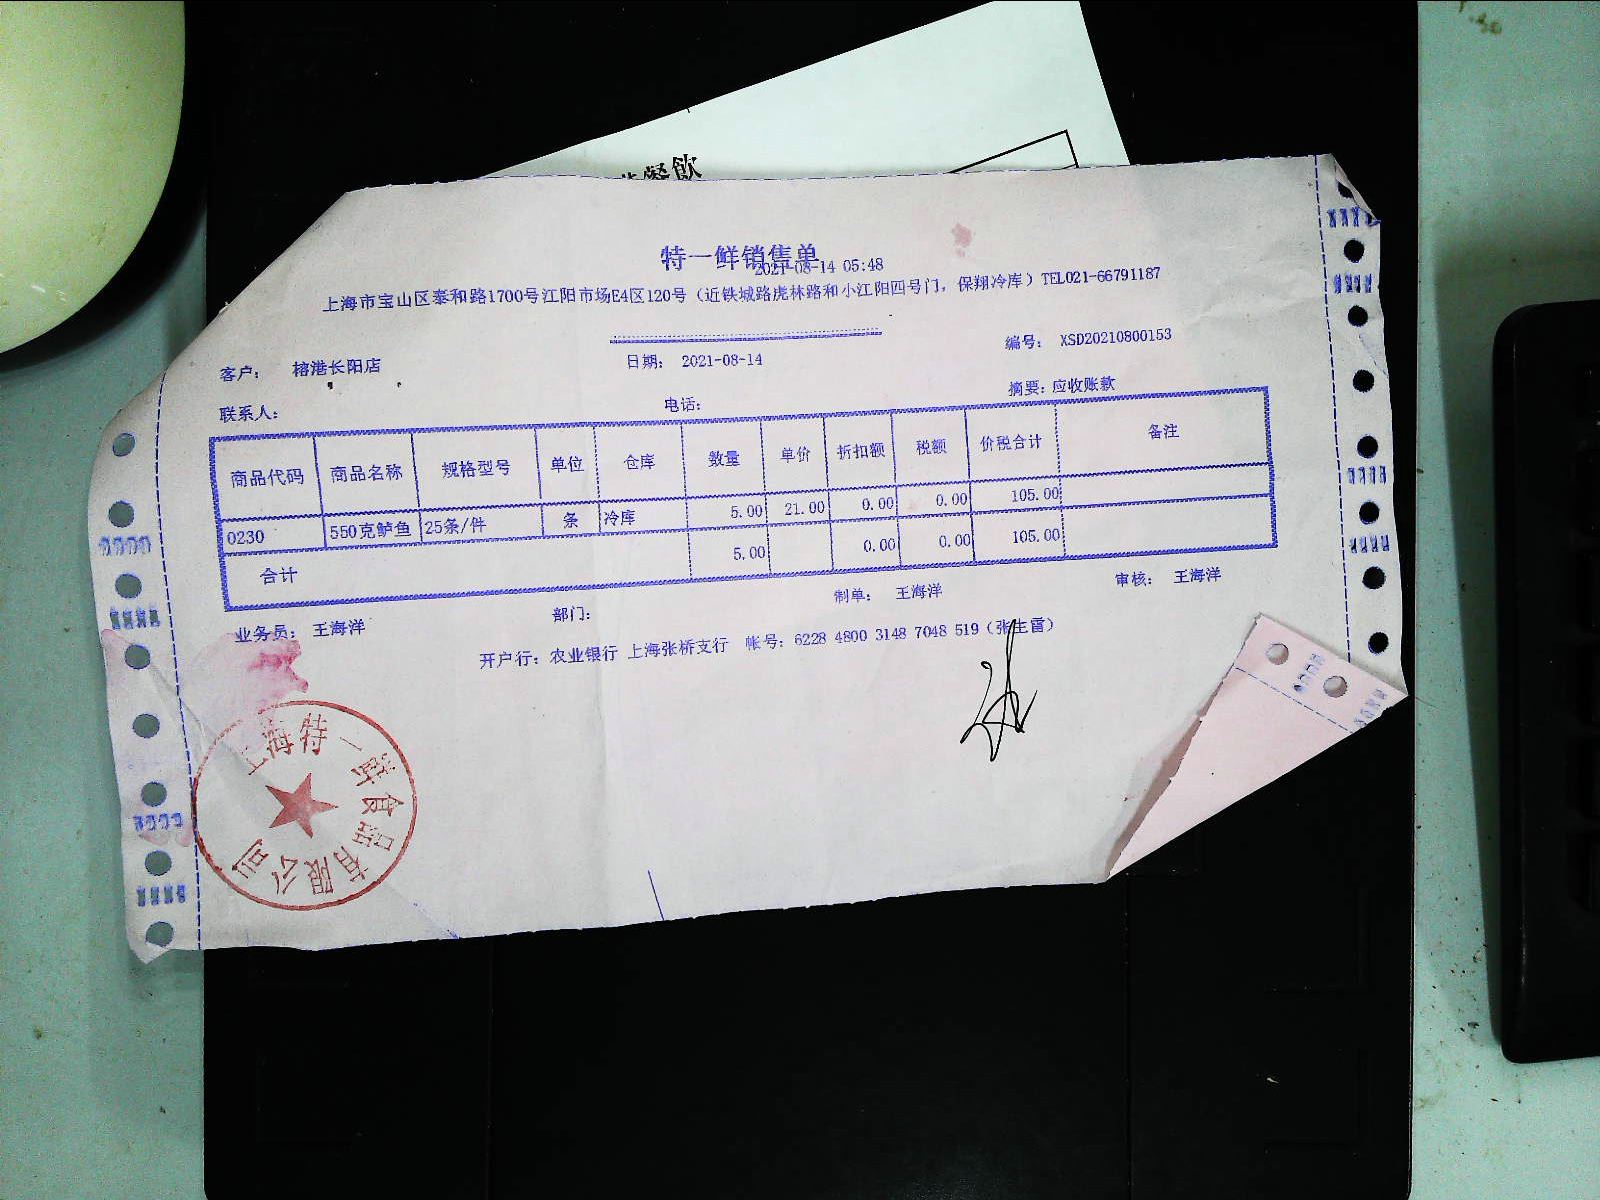 餐飲
特一鲜销售单
2021-08-14 05:48
上海市宝山区泰和路1700号江阳市场E4区120号（近铁城路虎林路和小江阳四号门，保翔冷库）TEL021-66791187
客户： 榕港长阳店 日期： 2021-08-14 编号： XSD20210800153
联系人： 电话： 摘要：应收账款
商品代码 商品名称 规格型号 单位 仓库 数量 单价 折扣额 税额 价税合计 备注
0230 550克鲈鱼 25条/件 条 冷库 5.00 21.00 0.00 0.00 105.00
合计 5.00 0.00 0.00 105.00
业务员： 王海洋 部门： 制单： 王海洋 审核： 王海洋
开户行：农业银行 上海张桥支行 帐号：6228 4800 3148 7048 519（张生雷）
上海特一鲜食品有限公司